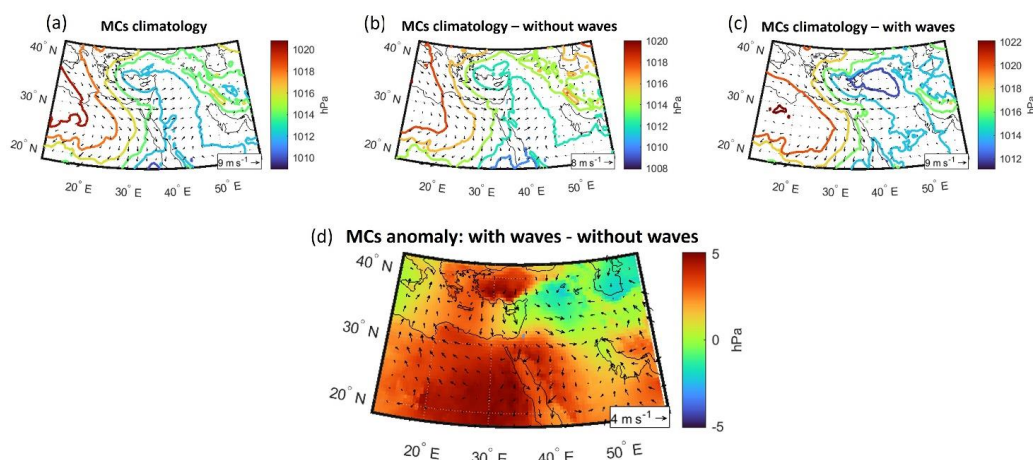 (a) MCs climatology
40° N
30° N
20° N
20° E 30° E 40° E 50° E
9 m s⁻¹
1020
1018
1016
1014
1012
1010
hPa
(b) MCs climatology – without waves
40° N
30° N
20° N
20° E 30° E 40° E 50° E
8 m s⁻¹
1020
1018
1016
1014
1012
1010
1008
hPa
(c) MCs climatology – with waves
40° N
30° N
20° N
20° E 30° E 40° E 50° E
9 m s⁻¹
1022
1020
1018
1016
1014
1012
hPa
(d) MCs anomaly: with waves - without waves
40° N
30° N
20° N
20° E 30° E 40° E 50° E
4 m s⁻¹
5
0
-5
hPa